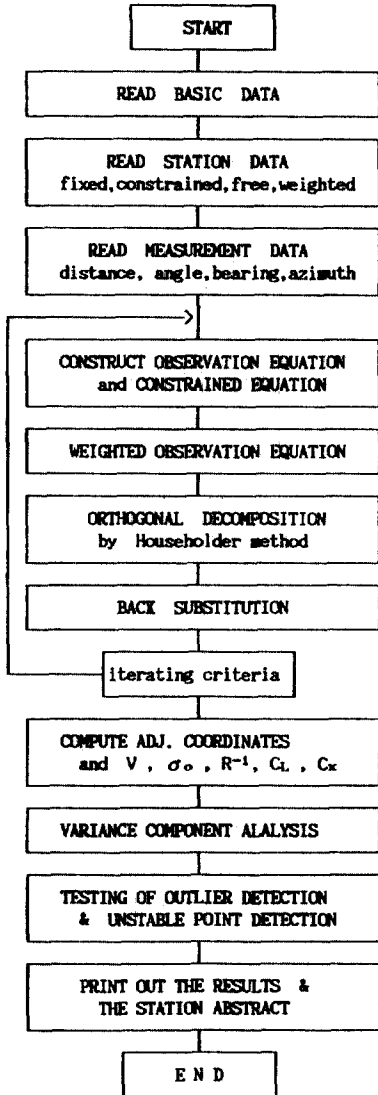 START
READ BASIC DATA
READ STATION DATA
fixed,constrained,free,weighted
READ MEASUREMENT DATA
distance, angle,bearing,azimuth
CONSTRUCT OBSERVATION EQUATION
and CONSTRAINED EQUATION
WEIGHTED OBSERVATION EQUATION
ORTHOGONAL DECOMPOSITION
by Householder method
BACK SUBSTITUTION
iterating criteria
COMPUTE ADJ. COORDINATES
and V , σₒ , R⁻¹, Cʟ , Cₓ
VARIANCE COMPONENT ALALYSIS
TESTING OF OUTLIER DETECTION
& UNSTABLE POINT DETECTION
PRINT OUT THE RESULTS &
THE STATION ABSTRACT
E N D